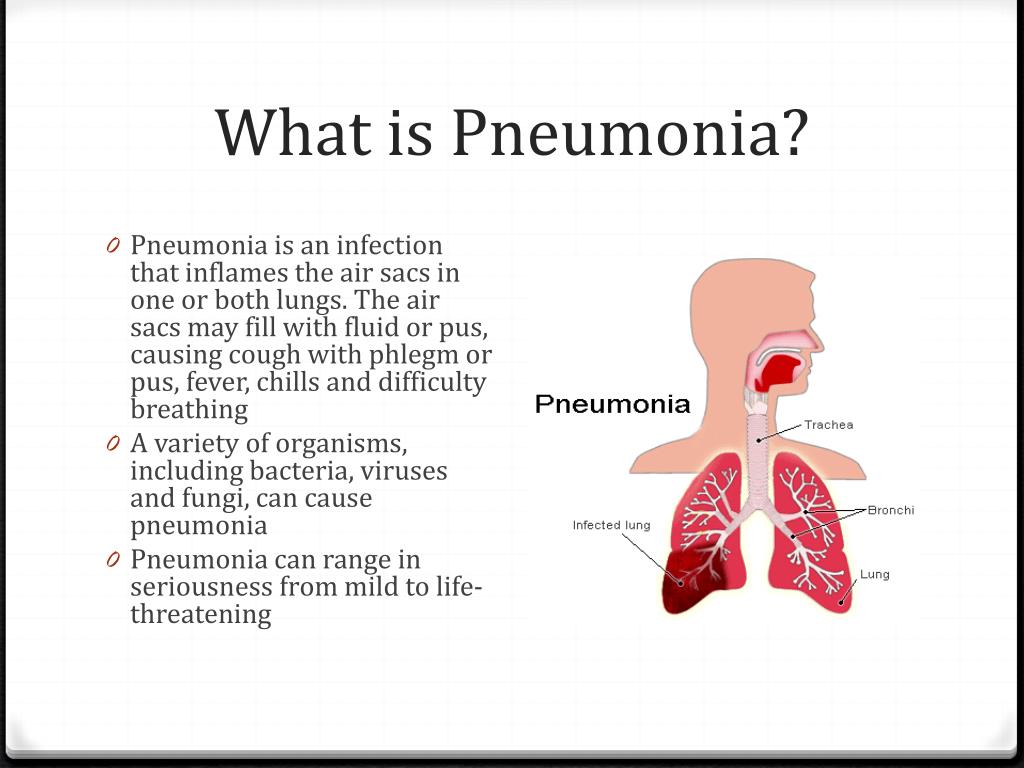 What is Pneumonia?
Pneumonia is an infection
that inflames the air sacs in
one or both lungs. The air
sacs may fill with fluid or pus,
causing cough with phlegm or
pus, fever, chills and difficulty
breathing
A variety of organisms,
including bacteria, viruses
and fungi, can cause
pneumonia
Pneumonia can range in
seriousness from mild to life-
threatening
Pneumonia
Trachea
Bronchi
Infected lung
Lung